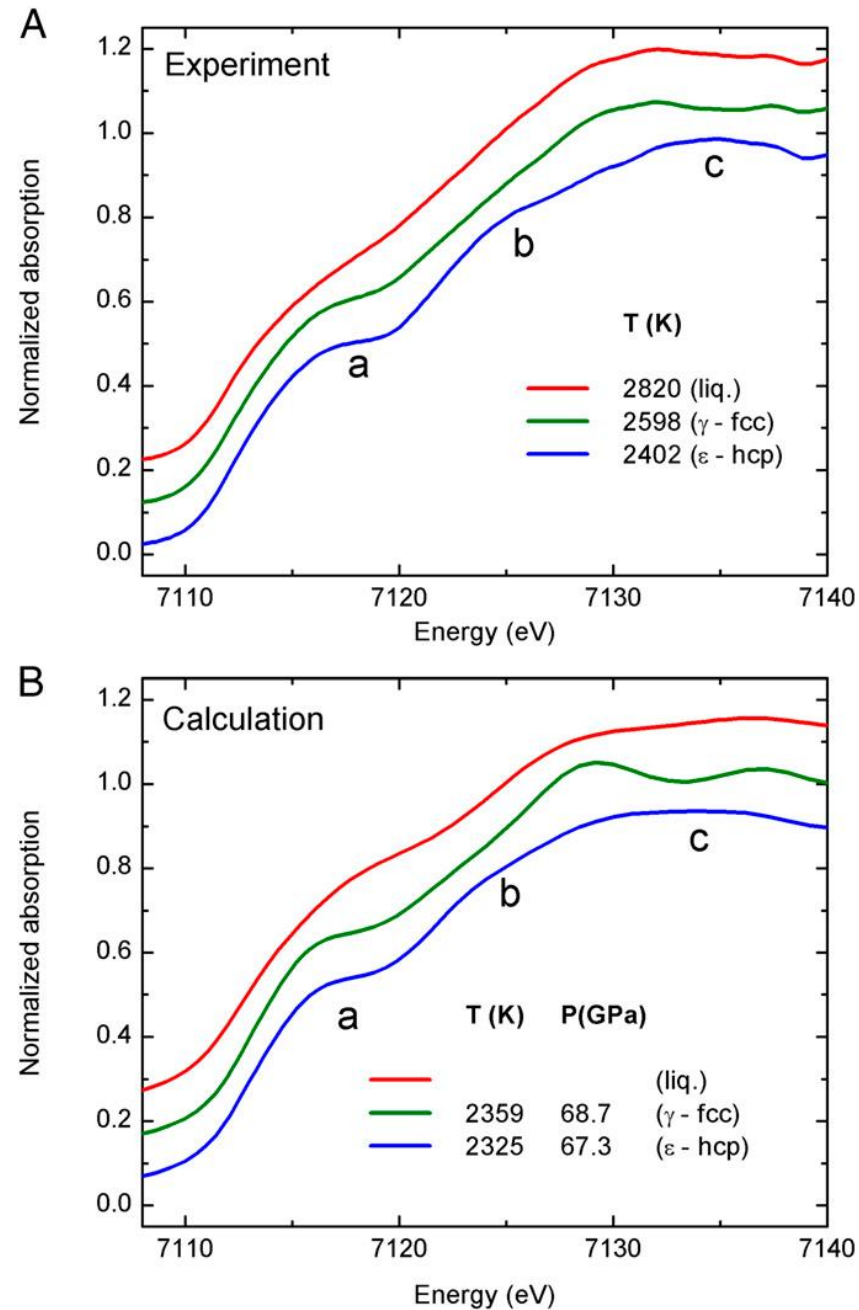 A
Experiment
Normalized absorption
1.2
1.0
0.8
0.6
0.4
0.2
0.0
a
b
c
T (K)
2820 (liq.)
2598 (γ - fcc)
2402 (ε - hcp)
7110 7120 7130 7140
Energy (eV)
B
Calculation
Normalized absorption
1.2
1.0
0.8
0.6
0.4
0.2
0.0
a
b
c
T (K) P(GPa)
(liq.)
2359 68.7 (γ - fcc)
2325 67.3 (ε - hcp)
7110 7120 7130 7140
Energy (eV)